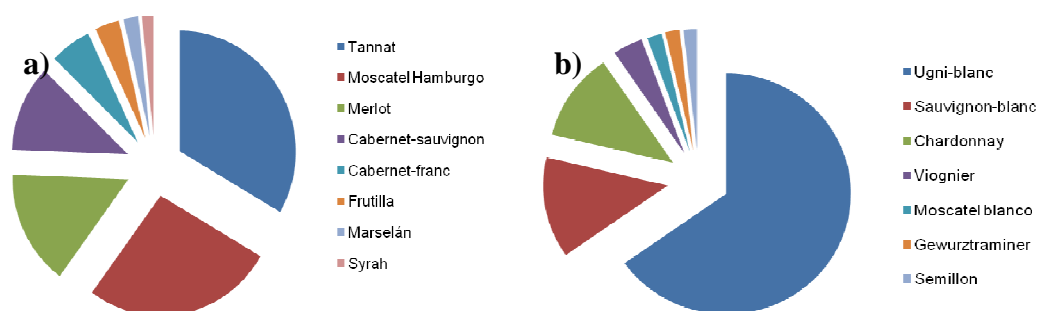 a)
Tannat
Moscatel Hamburgo
Merlot
Cabernet-sauvignon
Cabernet-franc
Frutilla
Marselán
Syrah
b)
Ugni-blanc
Sauvignon-blanc
Chardonnay
Viognier
Moscatel blanco
Gewurztraminer
Semillon